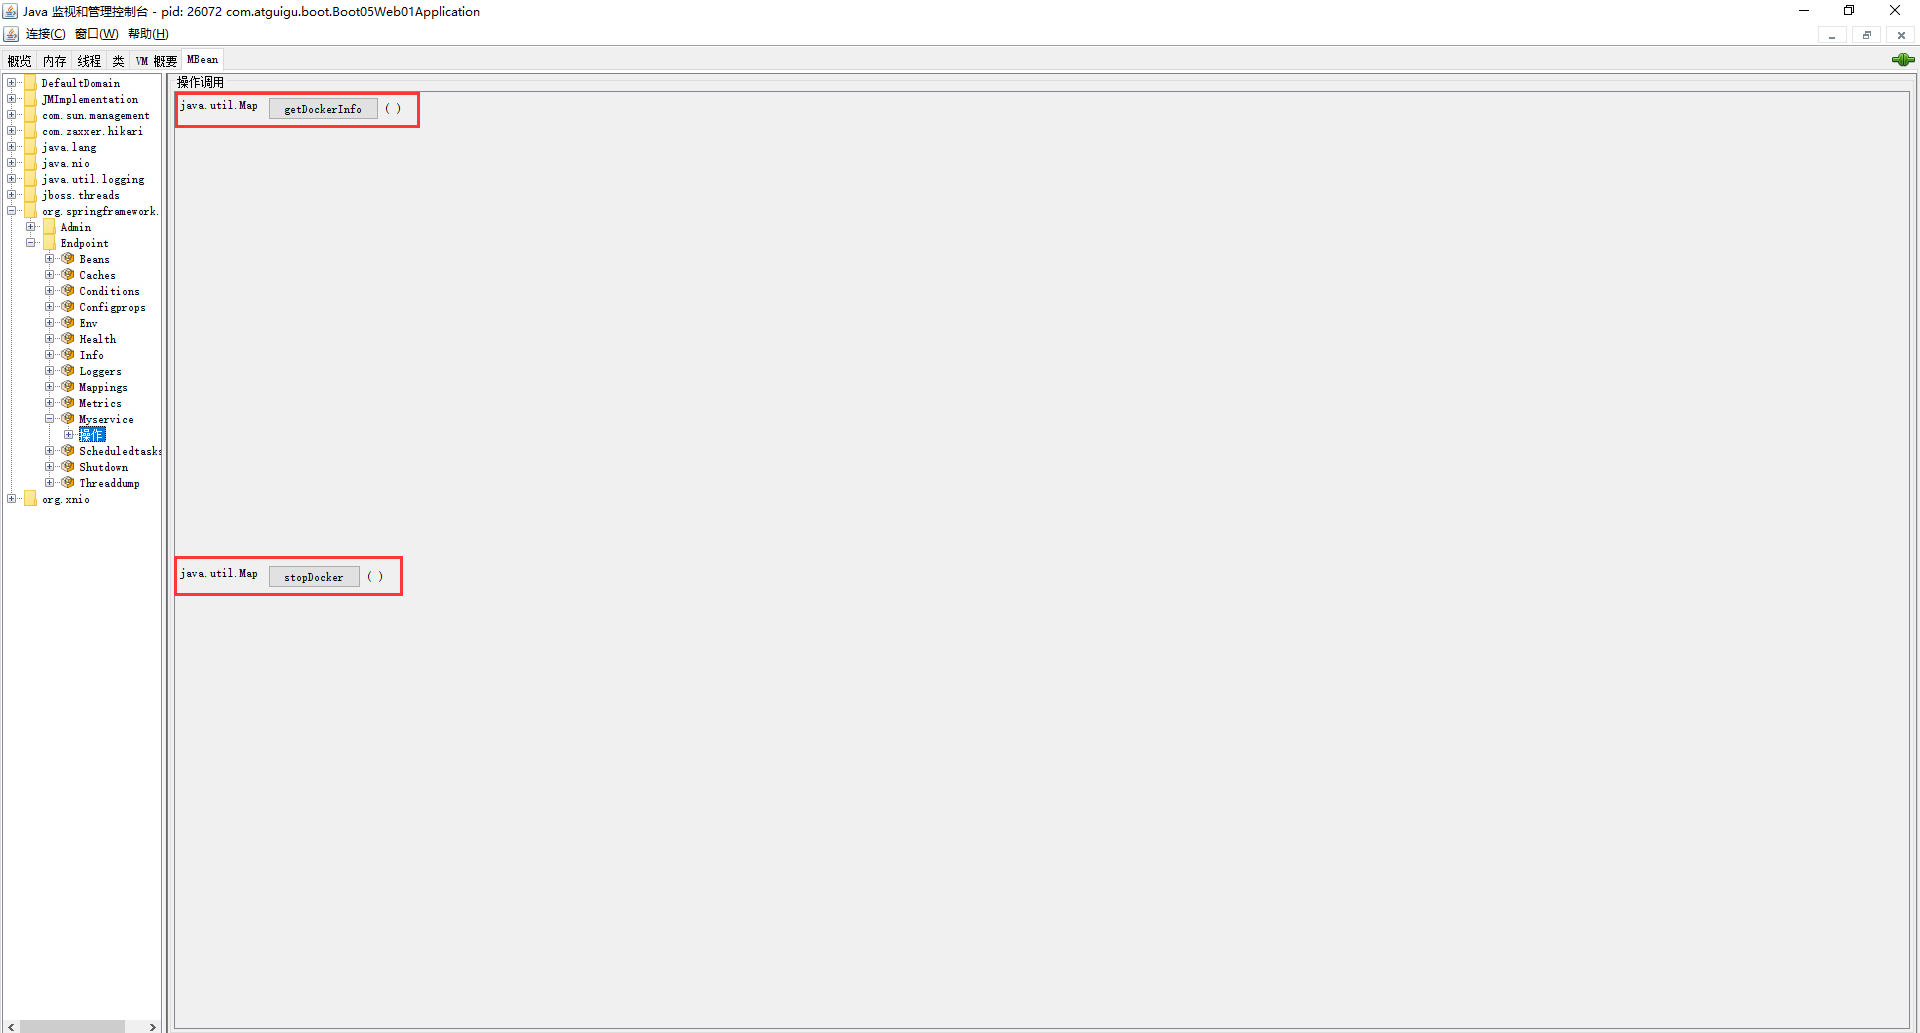 Java 监视和管理控制台 - pid: 26072 com.atguigu.boot.Boot05Web01Application
连接(C) 窗口(W) 帮助(H)
概览 内存 线程 类 VM 概要 MBean
DefaultDomain
JMImplementation
com.sun.management
com.zaxxer.hikari
java.lang
java.nio
java.util.logging
jboss.threads
org.springframework.
Admin
Endpoint
Beans
Caches
Conditions
Configprops
Env
Health
Info
Loggers
Mappings
Metrics
Myservice
操作
Scheduledtasks
Shutdown
Threaddump
org.xnio
操作调用
java.util.Map getDockerInfo ( )
java.util.Map stopDocker ( )